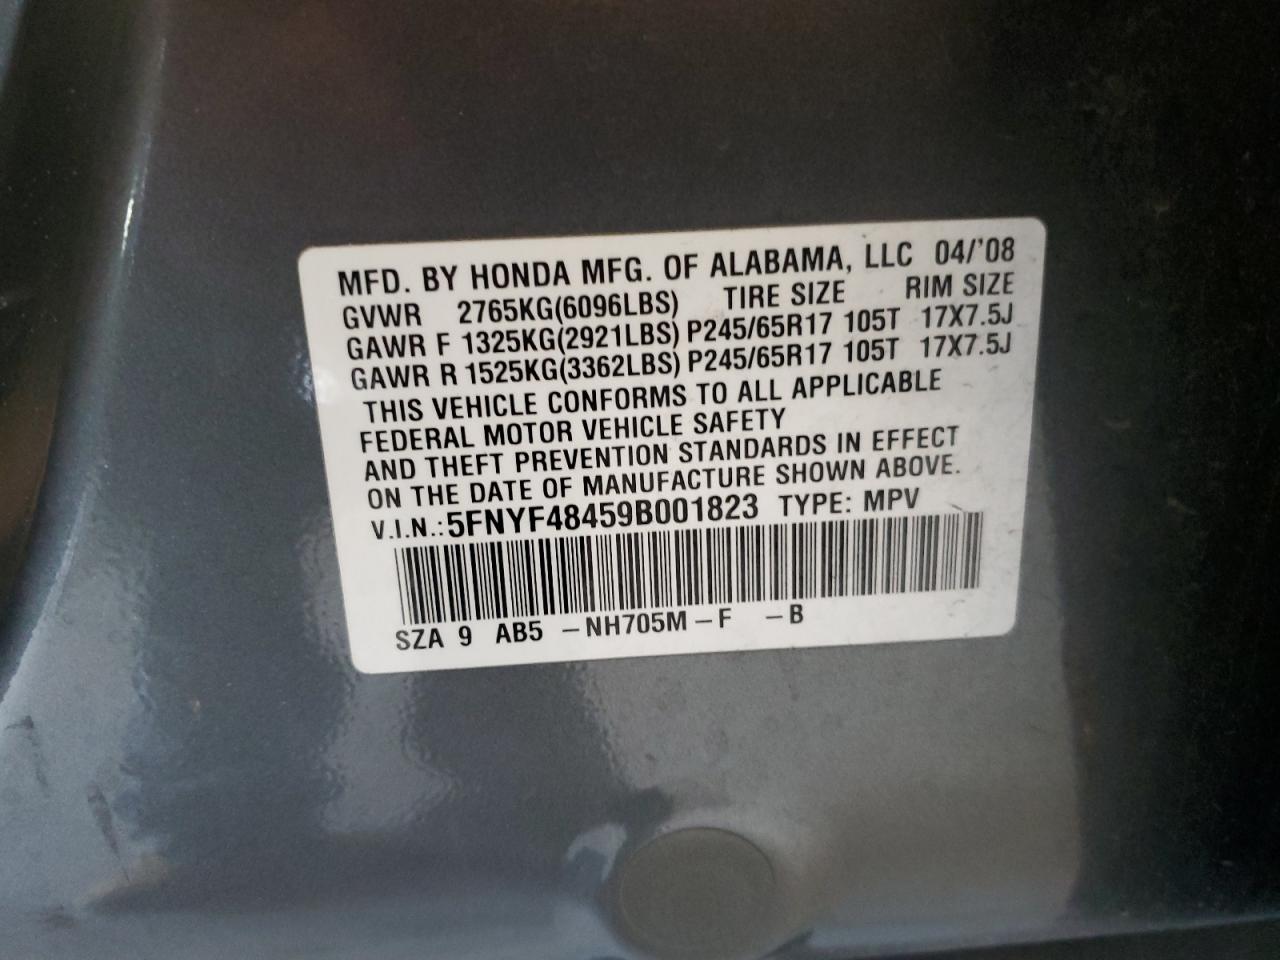 MFD. BY HONDA MFG. OF ALABAMA, LLC 04/'08
GVWR 2765KG(6096LBS) TIRE SIZE RIM SIZE
GAWR F 1325KG(2921LBS) P245/65R17 105T 17X7.5J
GAWR R 1525KG(3362LBS) P245/65R17 105T 17X7.5J
THIS VEHICLE CONFORMS TO ALL APPLICABLE
FEDERAL MOTOR VEHICLE SAFETY
AND THEFT PREVENTION STANDARDS IN EFFECT
ON THE DATE OF MANUFACTURE SHOWN ABOVE.
V.I.N.: 5FNYF48459B001823 TYPE: MPV
SZA 9 AB5 –NH705M–F –B